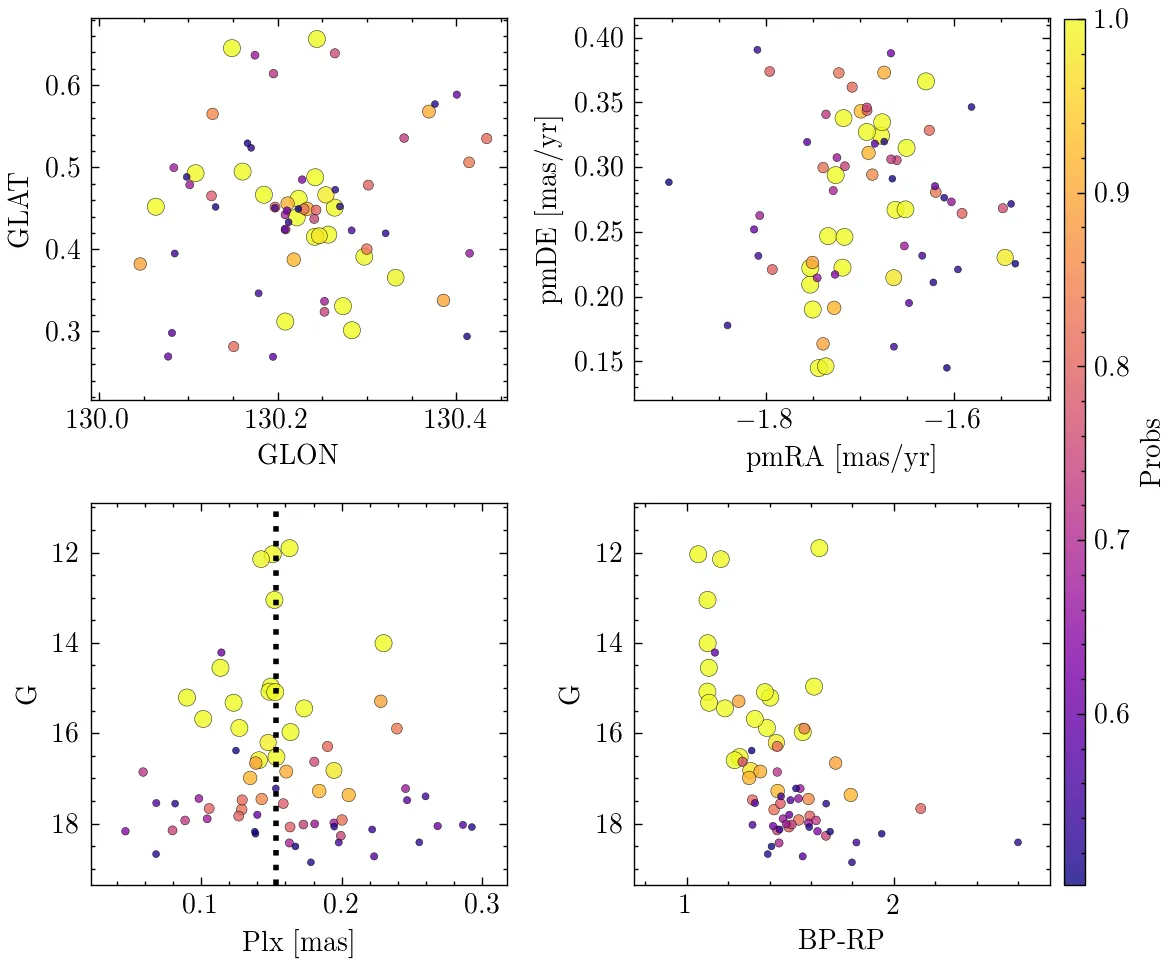 0.6
0.5
0.4
0.3
GLAT
130.0 130.2 130.4
GLON
0.40
0.35
0.30
0.25
0.20
0.15
pmDE [mas/yr]
−1.8 −1.6
pmRA [mas/yr]
12
14
16
18
G
0.1 0.2 0.3
Plx [mas]
12
14
16
18
G
1 2
BP-RP
1.0
0.9
0.8
0.7
0.6
Probs